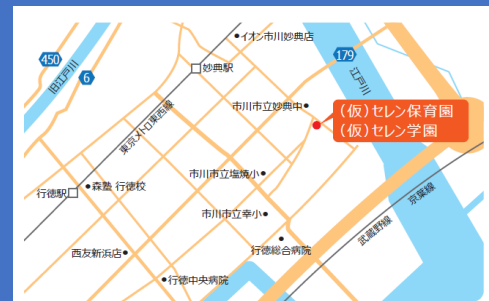 イオン市川妙典店
450
179
妙典駅
6
旧江戸川
江戸川
市川市立妙典中
(仮)セレン保育園
(仮)セレン学園
東京メトロ東西線
市川市立塩焼小
森塾 行徳校
行徳駅
京葉線
市川市立幸小
武蔵野線
行徳総合病院
西友新浜店
行徳中央病院